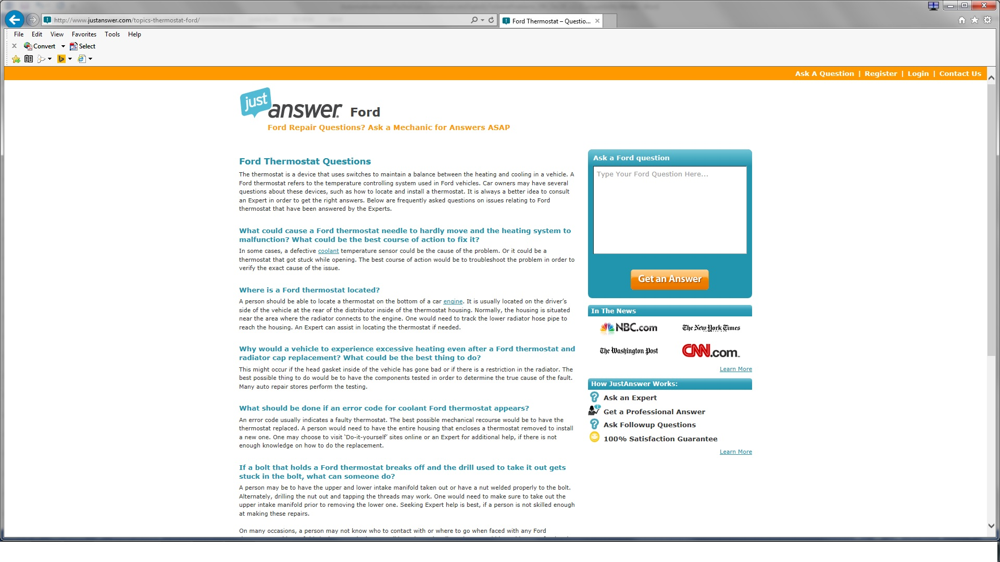 http://www.justanswer.com/topics-thermostat-ford/
Ford Thermostat – Questio...
File Edit View Favorites Tools Help
Convert Select
Ask A Question | Register | Login | Contact Us
just answer Ford
Ford Repair Questions? Ask a Mechanic for Answers ASAP
Ford Thermostat Questions
The thermostat is a device that uses switches to maintain a balance between the heating and cooling in a vehicle. A
Ford thermostat refers to the temperature controlling system used in Ford vehicles. Car owners may have several
questions about these devices, such as how to locate and install a thermostat. It is always a better idea to consult
an Expert in order to get the right answers. Below are frequently asked questions on issues relating to Ford
thermostat that have been answered by the Experts.
What could cause a Ford thermostat needle to hardly move and the heating system to
malfunction? What could be the best course of action to fix it?
In some cases, a defective coolant temperature sensor could be the cause of the problem. Or it could be a
thermostat that got stuck while opening. The best course of action would be to troubleshoot the problem in order to
verify the exact cause of the issue.
Where is a Ford thermostat located?
A person should be able to locate a thermostat on the bottom of a car engine. It is usually located on the driver's
side of the vehicle at the rear of the distributor inside of the thermostat housing. Normally, the housing is situated
near the area where the radiator connects to the engine. One would need to track the lower radiator hose pipe to
reach the housing. An Expert can assist in locating the thermostat if needed.
Why would a vehicle to experience excessive heating even after a Ford thermostat and
radiator cap replacement? What could be the best thing to do?
This might occur if the head gasket inside of the vehicle has gone bad or if there is a restriction in the radiator. The
best possible thing to do would be to have the components tested in order to determine the true cause of the fault.
Many auto repair stores perform the testing.
What should be done if an error code for coolant Ford thermostat appears?
An error code usually indicates a faulty thermostat. The best possible mechanical recourse would be to have the
thermostat replaced. A person would need to have the entire housing that encloses a thermostat removed to install
a new one. One may choose to visit 'Do-it-yourself' sites online or an Expert for additional help, if there is not
enough knowledge on how to do the replacement.
If a bolt that holds a Ford thermostat breaks off and the drill used to take it out gets
stuck in the bolt, what can someone do?
A person may be to have the upper and lower intake manifold taken out or have a nut welded properly to the bolt.
Alternately, drilling the nut out and tapping the threads may work. One would need to make sure to take out the
upper intake manifold prior to removing the lower one. Seeking Expert help is best, if a person is not skilled enough
at making these repairs.
On many occasions, a person may not know who to contact with or where to go when faced with any Ford
Ask a Ford question
Type Your Ford Question Here...
Get an Answer
In The News
NBC.com The New York Times
The Washington Post CNN.com
Learn More
How JustAnswer Works:
Ask an Expert
Get a Professional Answer
Ask Followup Questions
100% Satisfaction Guarantee
Learn More